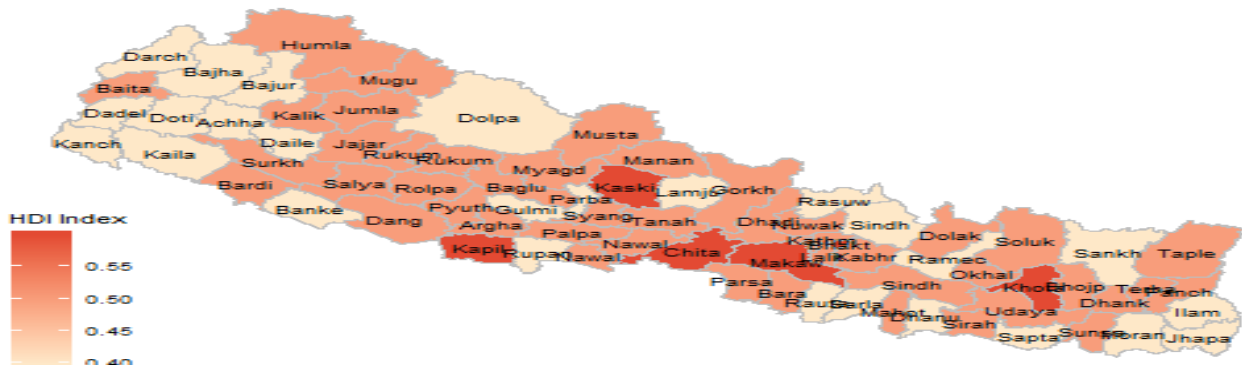 Humla
Darch
Bajha
Mugu
Bajur
Baita
Dadel
Doti
Achha
Kalik
Jumla
Dolpa
Musta
Kanch
Kaila
Daile
Jajar
Rukum
Rukum
Surkh
Myagd
Manan
Bardi
Salya
Rolpa
Baglu
Parba
Kaski
Lamju
Gorkh
Rasuw
Banke
Dang
Pyuth
Gulmi
Syang
Tanah
Dhadi
Nuwak
Sindh
HDI Index
Argha
Palpa
Nawal
Kathm
Bhakt
Dolak
Soluk
Kapil
Rupan
Nawal
Chita
Makaw
Lalit
Kabhr
Ramec
Sankh
Taple
0.55
Parsa
Bara
Sindh
Okhal
Khota
Bhojp
Terha
Panch
0.50
Rauta
Sarla
Mahot
Dhanu
Sirah
Udaya
Dhank
Ilam
0.45
Sapta
Sunsa
Moran
Jhapa
0.40